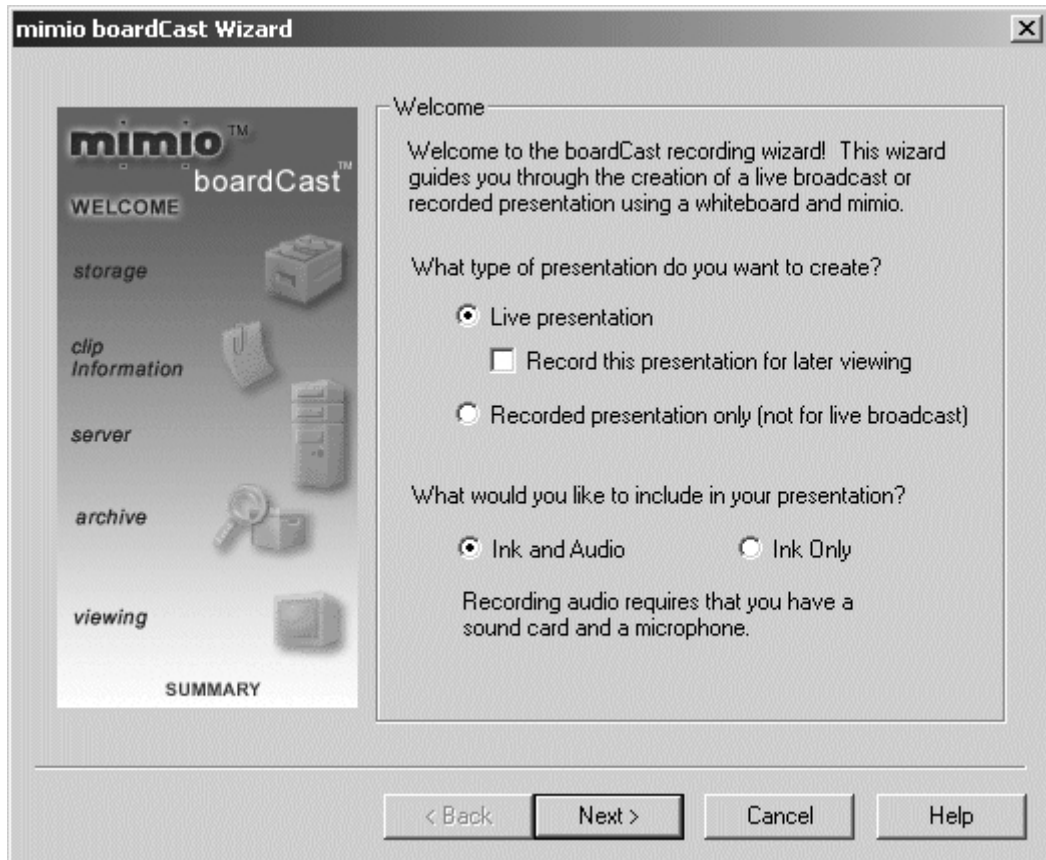 mimio boardCast Wizard
mimio™
boardCast™
WELCOME
storage
clip
Information
server
archive
viewing
SUMMARY
Welcome
Welcome to the boardCast recording wizard! This wizard
guides you through the creation of a live broadcast or
recorded presentation using a whiteboard and mimio.
What type of presentation do you want to create?
Live presentation
Record this presentation for later viewing
Recorded presentation only (not for live broadcast)
What would you like to include in your presentation?
Ink and Audio
Ink Only
Recording audio requires that you have a
sound card and a microphone.
< Back
Next >
Cancel
Help